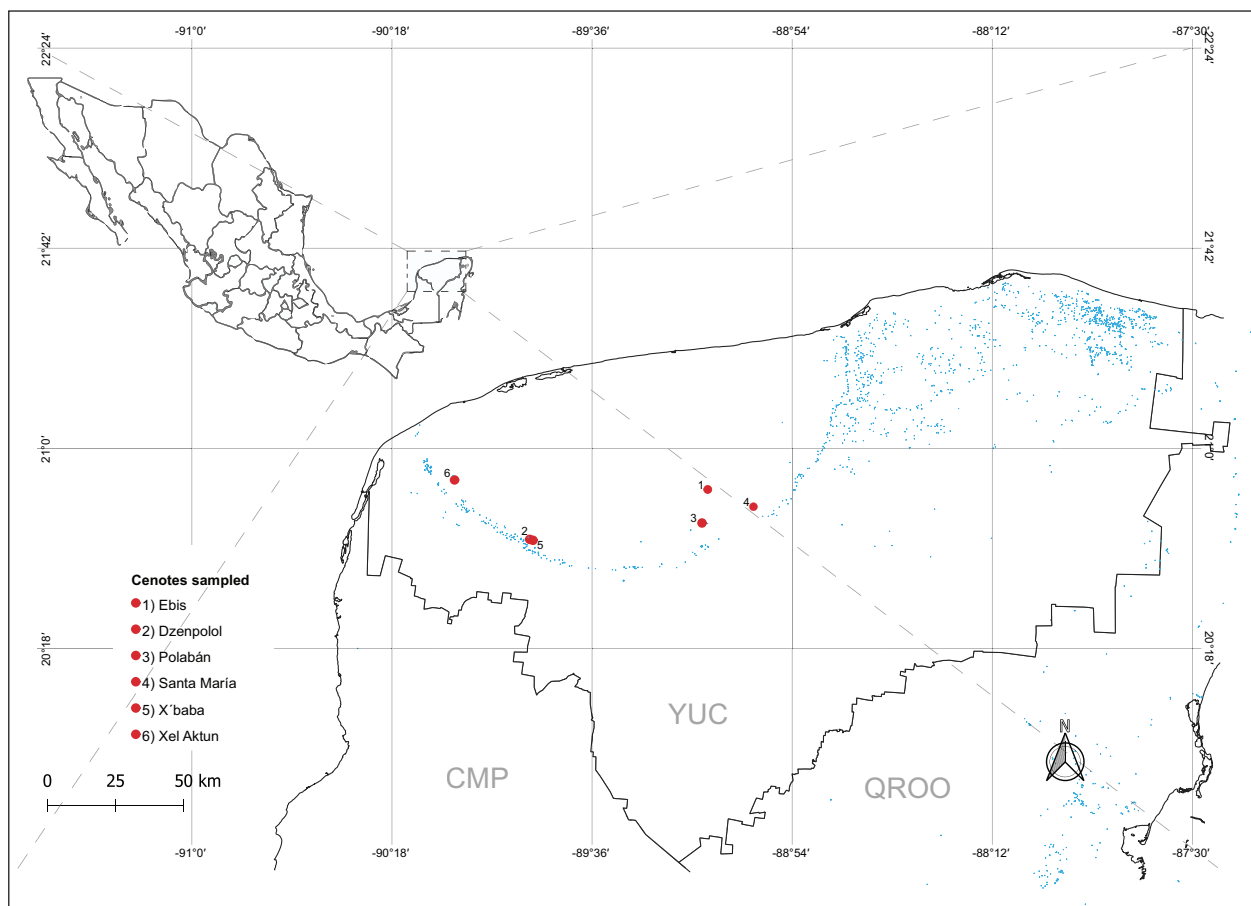 -91°0′ -90°18′ -89°36′ -88°54′ -88°12′ -87°30′
22°24′ 22°24′
21°42′ 21°42′
21°0′ 21°0′
6
1
4
3
2
5
Cenotes sampled
1) Ebis
2) Dzenpolol
3) Polabán
4) Santa María
5) X´baba
6) Xel Aktun
20°18′ 20°18′
YUC
N
CMP
QROO
0 25 50 km
-91°0′ -90°18′ -89°36′ -88°54′ -88°12′ -87°30′